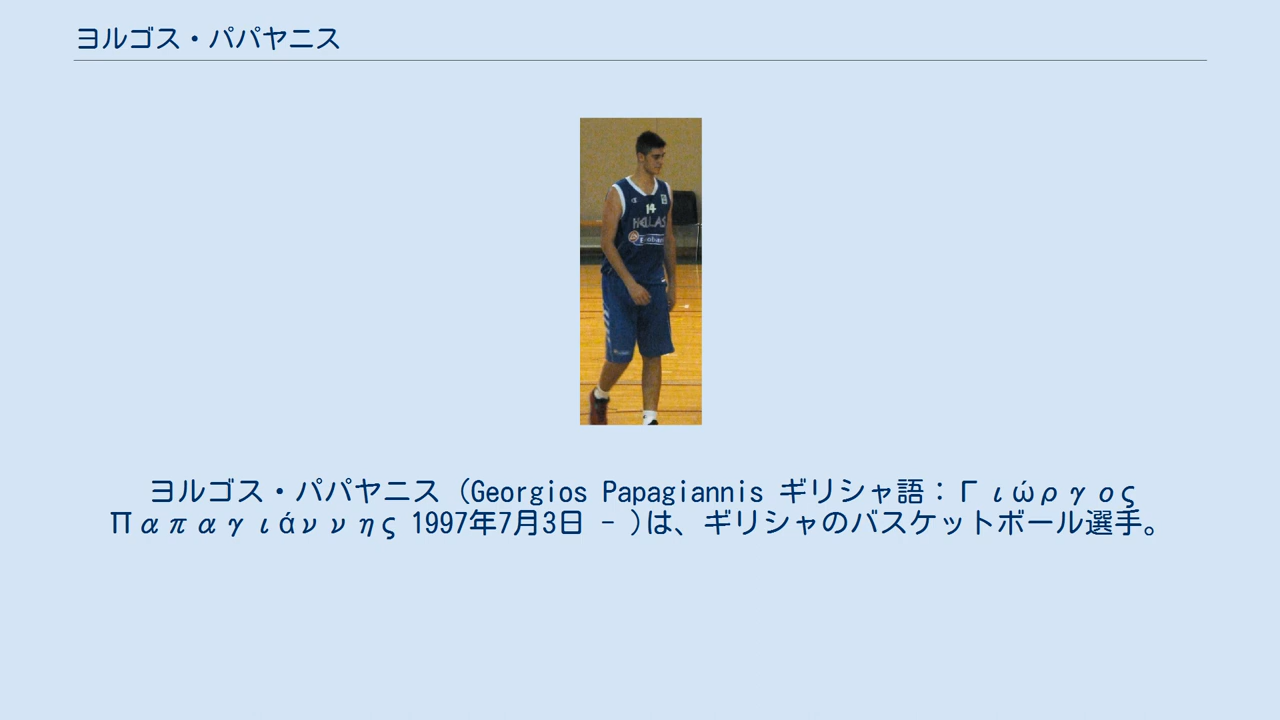 ヨルゴス・パパヤニス
14
HELLAS
ヨルゴス・パパヤニス (Georgios Papagiannis ギリシャ語：Γιώργος
Παπαγιάννης 1997年7月3日 - )は、ギリシャのバスケットボール選手。